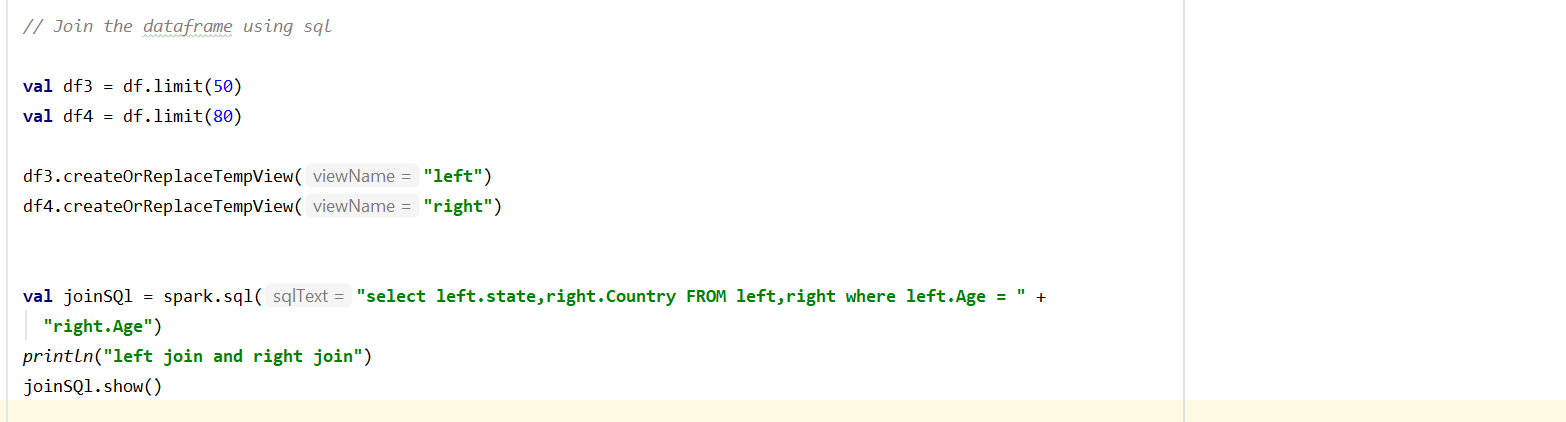 // Join the dataframe using sql
val df3 = df.limit(50)
val df4 = df.limit(80)
df3.createOrReplaceTempView( viewName = "left")
df4.createOrReplaceTempView( viewName = "right")
val joinSQl = spark.sql( sqlText = "select left.state,right.Country FROM left,right where left.Age = " +
"right.Age")
println("left join and right join")
joinSQl.show()